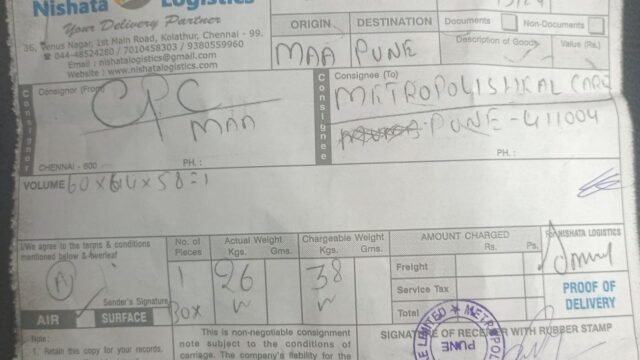 Nishata Logistics
Your Delivery Partner
36, Venus Nagar, 1st Main Road, Kolathur, Chennai - 99.
☎ 044-48524280 / 7010458303 / 9380559960
Email : nishatalogistics@gmail.com
Website : www.nishatalogistics.com
ORIGIN DESTINATION Documents Non-Documents
MAA PUNE Description of Goods Value (Rs.)
Consignor (From)
CPC
MAA
CHENNAI - 600 PH. :
Consignor
Consignee
Consignee (To)
PUNE - 411004
PH. :
VOLUME 60x64x58=1
I/We agree to the terms & conditions
mentioned below & overleaf
Sender's Signature
AIR SURFACE
No. of Pieces
1
BOX
Actual Weight
Kgs. Gms.
26
Chargeable Weight
Kgs. Gms.
38
AMOUNT CHARGED
Rs. Ps.
Freight
Service Tax
Total
For NISHATA LOGISTICS
PROOF OF
DELIVERY
SIGNATURE OF RECEIVER WITH RUBBER STAMP
LIMITED ★ METROPOL
PUNE
Note:
1. Retain this copy for your records.
This is non-negotiable consignment
note subject to the conditions of
carriage. The company's liability for the